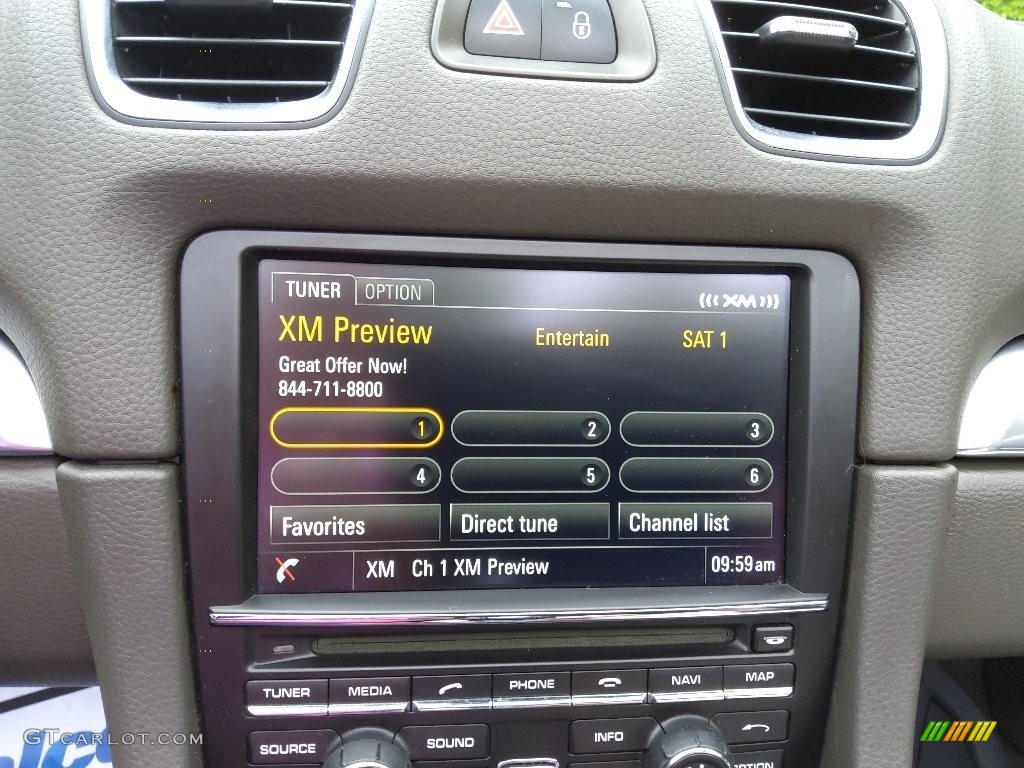 TUNER OPTION
XM
XM Preview Entertain SAT 1
Great Offer Now!
844-711-8800
1 2 3
4 5 6
Favorites Direct tune Channel list
XM Ch 1 XM Preview 09:59am
TUNER MEDIA PHONE NAVI MAP
SOURCE SOUND INFO
OPTION
GTCARLOT.COM